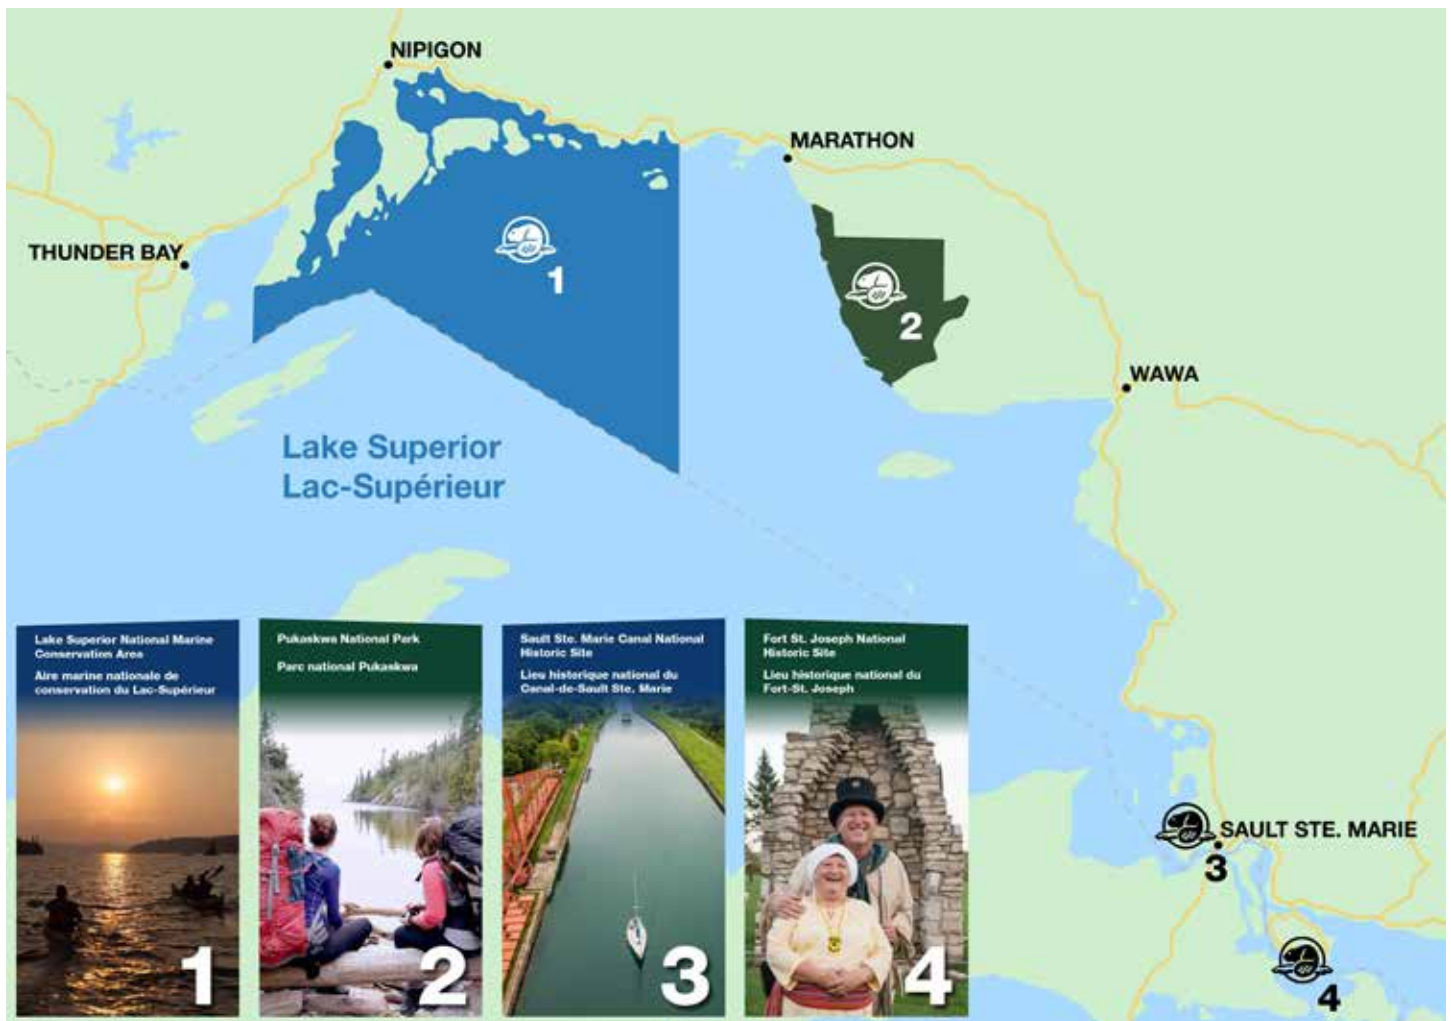 NIPIGON
MARATHON
THUNDER BAY
1
2
WAWA
Lake Superior
Lac-Supérieur
Lake Superior National Marine
Conservation Area
Aire marine nationale de
conservation du Lac-Supérieur
1
Pukaskwa National Park
Parc national Pukaskwa
2
Sault Ste. Marie Canal National
Historic Site
Lieu historique national du
Canal-de-Sault Ste. Marie
3
Fort St. Joseph National
Historic Site
Lieu historique national du
Fort-St. Joseph
4
SAULT STE. MARIE
3
4